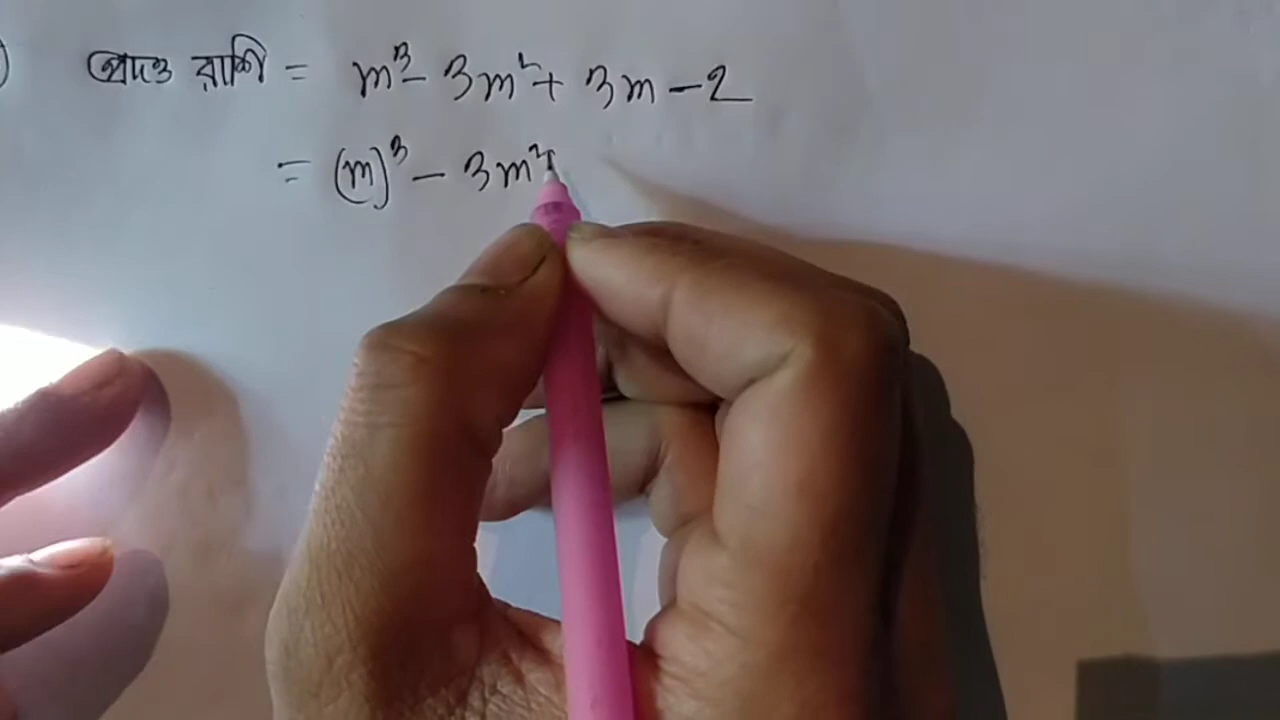 ) প্রদত্ত রাশি = m³ - 3m² + 3m - 2
= (m)³ - 3m²